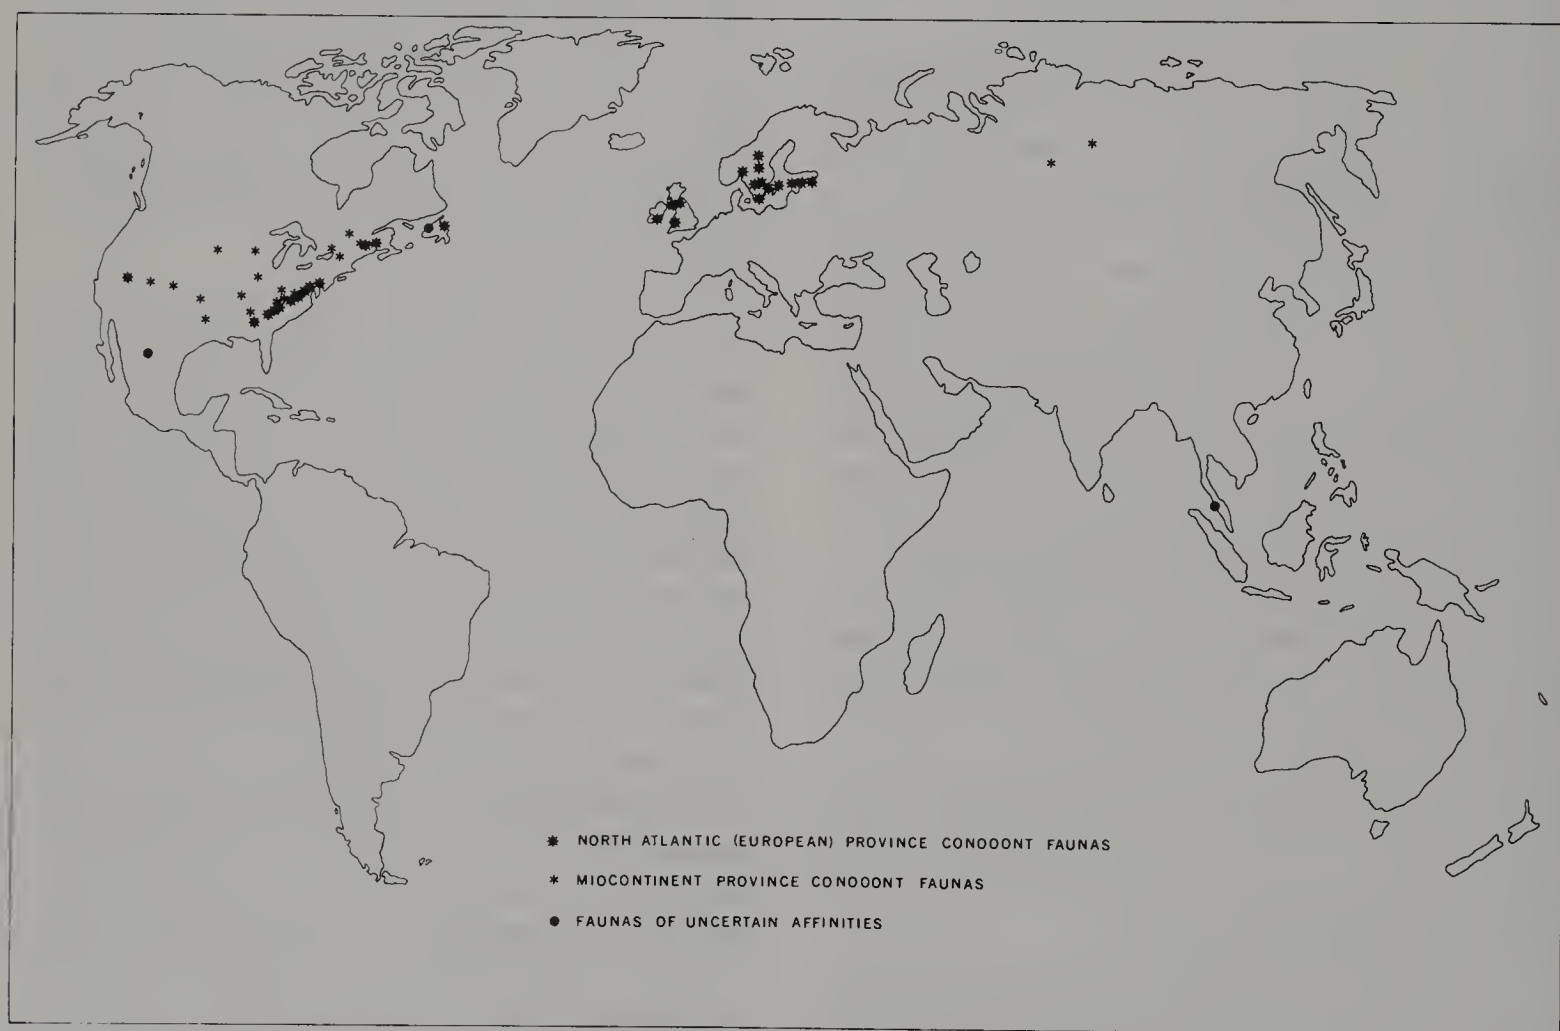 NORTH ATLANTIC (EUROPEAN) PROVINCE CONOOONT FAUNAS
MIOCONTINENT PROVINCE CONOOONT FAUNAS
FAUNAS OF UNCERTAIN AFFINITIES